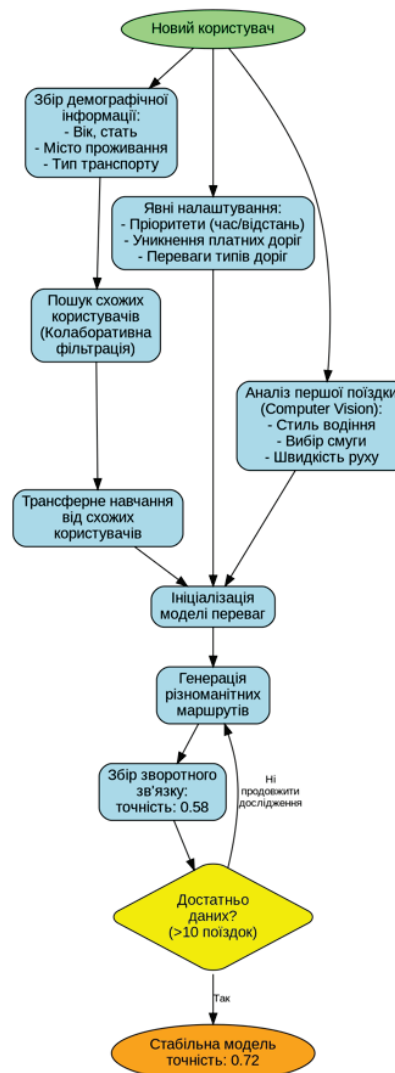 Новий користувач
Збір демографічної
інформації:
- Вік, стать
- Місто проживання
- Тип транспорту
Явні налаштування:
- Пріоритети (час/відстань)
- Уникнення платних доріг
- Переваги типів доріг
Пошук схожих
користувачів
(Колаборативна
фільтрація)
Аналіз першої поїздки
(Computer Vision):
- Стиль водіння
- Вибір смуги
- Швидкість руху
Трансферне навчання
від схожих
користувачів
Ініціалізація
моделі переваг
Генерація
різноманітних
маршрутів
Збір зворотного
зв'язку:
точність: 0.58
Ні
продовжити
дослідження
Достатньо
даних?
(>10 поїздок)
Так
Стабільна модель
точність: 0.72